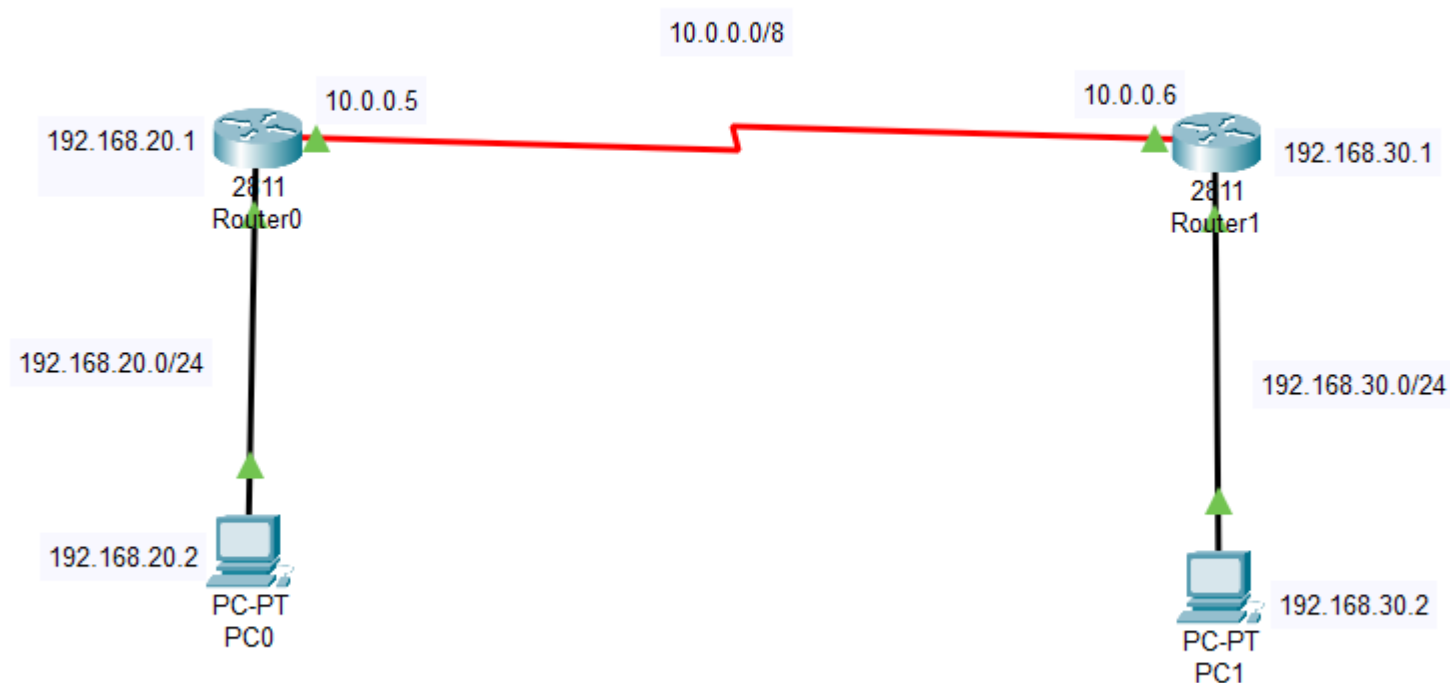 10.0.0.0/8
10.0.0.5
10.0.0.6
192.168.20.1
192.168.30.1
2811
Router0
2811
Router1
192.168.20.0/24
192.168.30.0/24
192.168.20.2
PC-PT
PC0
192.168.30.2
PC-PT
PC1